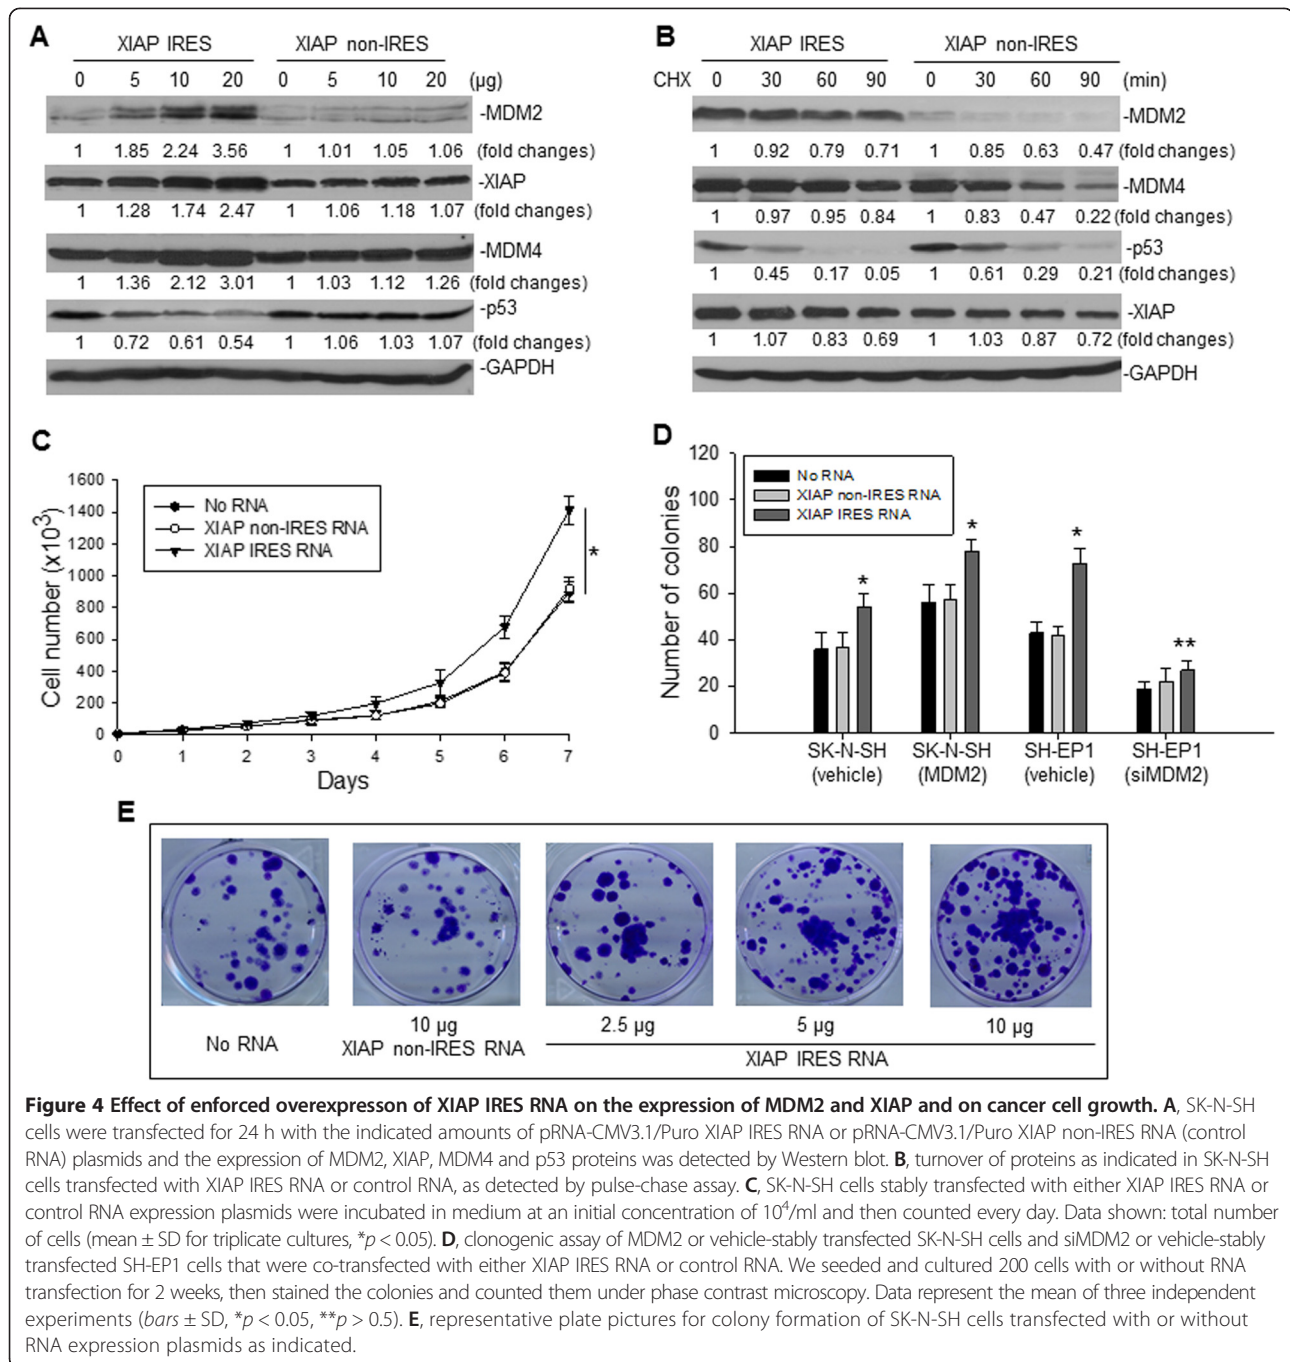 A
XIAP IRES XIAP non-IRES
0 5 10 20 0 5 10 20 (µg)
-MDM2
1 1.85 2.24 3.56 1 1.01 1.05 1.06 (fold changes)
-XIAP
1 1.28 1.74 2.47 1 1.06 1.18 1.07 (fold changes)
-MDM4
1 1.36 2.12 3.01 1 1.03 1.12 1.26 (fold changes)
-p53
1 0.72 0.61 0.54 1 1.06 1.03 1.07 (fold changes)
-GAPDH
B
XIAP IRES XIAP non-IRES
CHX 0 30 60 90 0 30 60 90 (min)
-MDM2
1 0.92 0.79 0.71 1 0.85 0.63 0.47 (fold changes)
-MDM4
1 0.97 0.95 0.84 1 0.83 0.47 0.22 (fold changes)
-p53
1 0.45 0.17 0.05 1 0.61 0.29 0.21 (fold changes)
-XIAP
1 1.07 0.83 0.69 1 1.03 0.87 0.72 (fold changes)
-GAPDH
C
Cell number (x10³)
1600
1400
1200
1000
800
600
400
200
0
No RNA
XIAP non-IRES RNA
XIAP IRES RNA
*
0 1 2 3 4 5 6 7
Days
D
Number of colonies
120
100
80
60
40
20
0
No RNA
XIAP non-IRES RNA
XIAP IRES RNA
* * * **
SK-N-SH SK-N-SH SH-EP1 SH-EP1
(vehicle) (MDM2) (vehicle) (siMDM2)
E
No RNA
10 µg
XIAP non-IRES RNA
2.5 µg 5 µg 10 µg
XIAP IRES RNA
Figure 4 Effect of enforced overexpresson of XIAP IRES RNA on the expression of MDM2 and XIAP and on cancer cell growth. A, SK-N-SH
cells were transfected for 24 h with the indicated amounts of pRNA-CMV3.1/Puro XIAP IRES RNA or pRNA-CMV3.1/Puro XIAP non-IRES RNA (control
RNA) plasmids and the expression of MDM2, XIAP, MDM4 and p53 proteins was detected by Western blot. B, turnover of proteins as indicated in SK-N-SH
cells transfected with XIAP IRES RNA or control RNA, as detected by pulse-chase assay. C, SK-N-SH cells stably transfected with either XIAP IRES RNA or
control RNA expression plasmids were incubated in medium at an initial concentration of 10⁴/ml and then counted every day. Data shown: total number
of cells (mean ± SD for triplicate cultures, *p < 0.05). D, clonogenic assay of MDM2 or vehicle-stably transfected SK-N-SH cells and siMDM2 or vehicle-stably
transfected SH-EP1 cells that were co-transfected with either XIAP IRES RNA or control RNA. We seeded and cultured 200 cells with or without RNA
transfection for 2 weeks, then stained the colonies and counted them under phase contrast microscopy. Data represent the mean of three independent
experiments (bars ± SD, *p < 0.05, **p > 0.5). E, representative plate pictures for colony formation of SK-N-SH cells transfected with or without
RNA expression plasmids as indicated.